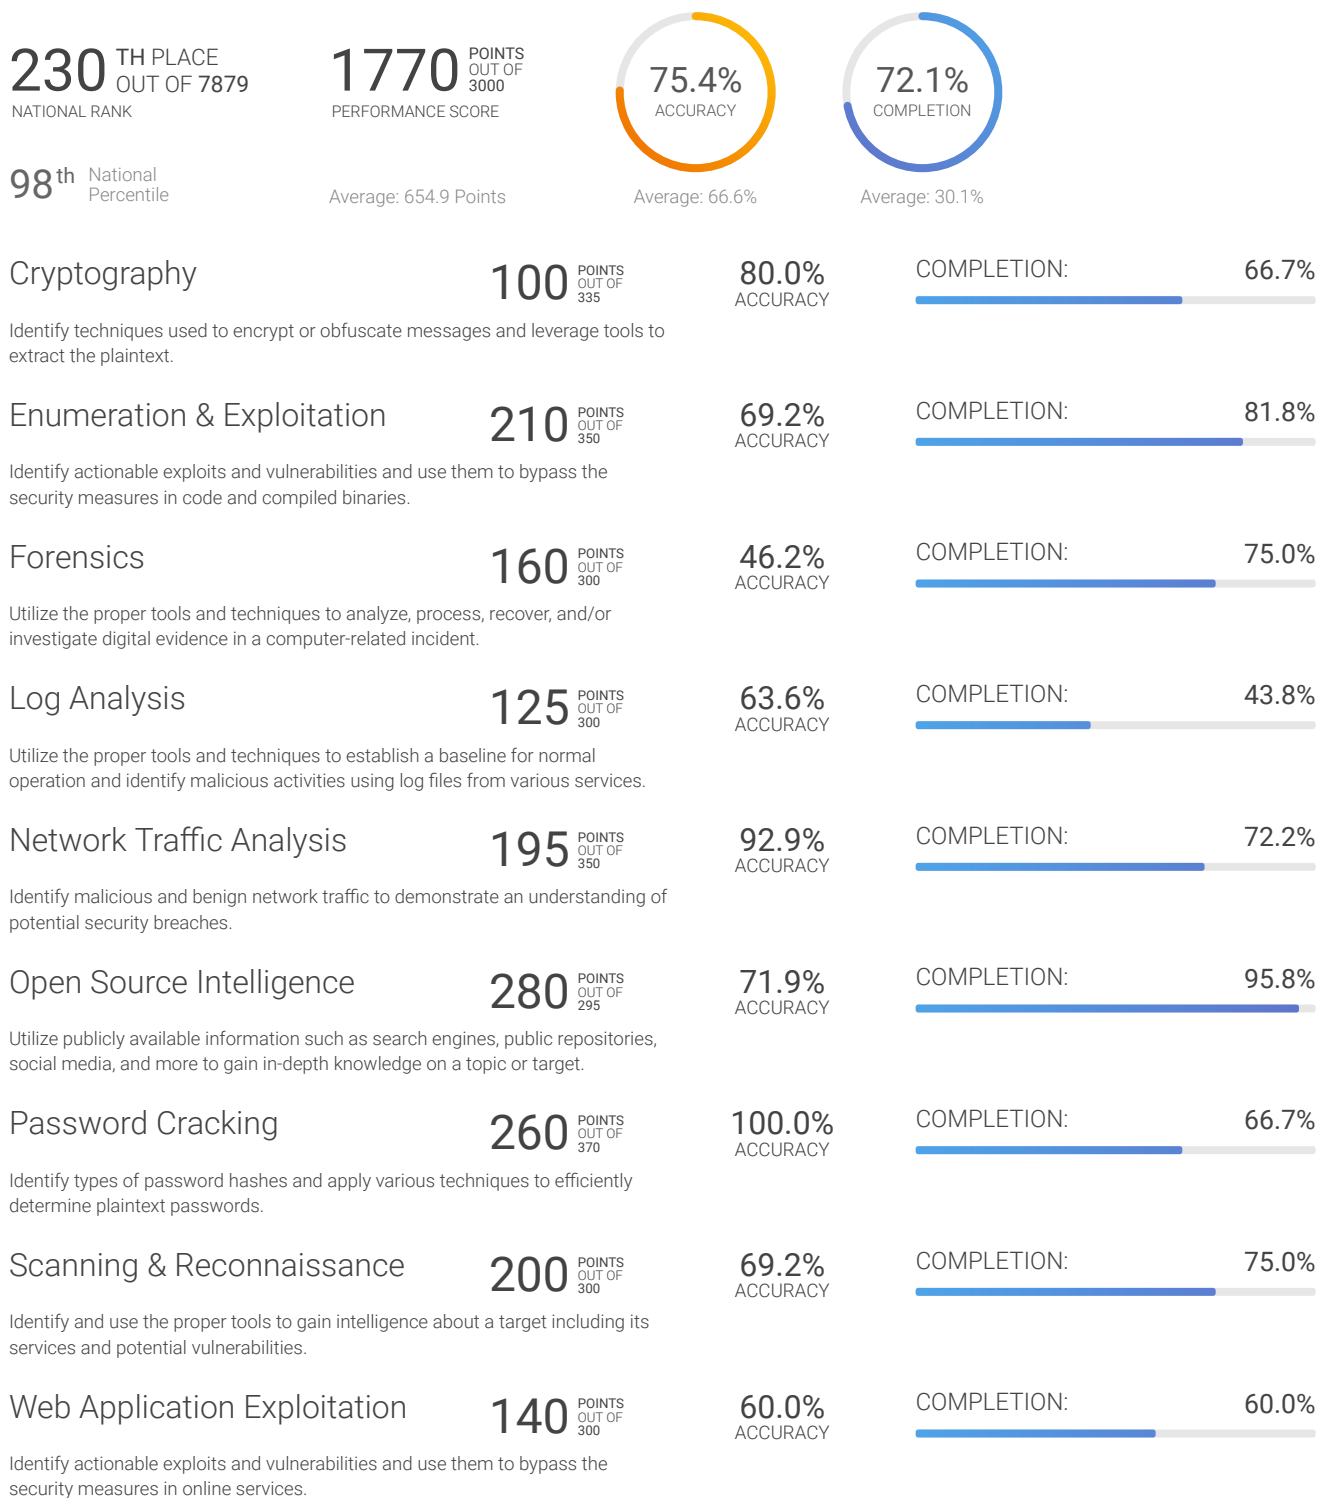 230 TH PLACE
OUT OF 7879
NATIONAL RANK
98th National
Percentile
1770 POINTS
OUT OF
3000
PERFORMANCE SCORE
Average: 654.9 Points
75.4%
ACCURACY
Average: 66.6%
72.1%
COMPLETION
Average: 30.1%
Cryptography
100 POINTS
OUT OF
335
80.0%
ACCURACY
COMPLETION: 66.7%
Identify techniques used to encrypt or obfuscate messages and leverage tools to
extract the plaintext.
Enumeration & Exploitation
210 POINTS
OUT OF
350
69.2%
ACCURACY
COMPLETION: 81.8%
Identify actionable exploits and vulnerabilities and use them to bypass the
security measures in code and compiled binaries.
Forensics
160 POINTS
OUT OF
300
46.2%
ACCURACY
COMPLETION: 75.0%
Utilize the proper tools and techniques to analyze, process, recover, and/or
investigate digital evidence in a computer-related incident.
Log Analysis
125 POINTS
OUT OF
300
63.6%
ACCURACY
COMPLETION: 43.8%
Utilize the proper tools and techniques to establish a baseline for normal
operation and identify malicious activities using log files from various services.
Network Traffic Analysis
195 POINTS
OUT OF
350
92.9%
ACCURACY
COMPLETION: 72.2%
Identify malicious and benign network traffic to demonstrate an understanding of
potential security breaches.
Open Source Intelligence
280 POINTS
OUT OF
295
71.9%
ACCURACY
COMPLETION: 95.8%
Utilize publicly available information such as search engines, public repositories,
social media, and more to gain in-depth knowledge on a topic or target.
Password Cracking
260 POINTS
OUT OF
370
100.0%
ACCURACY
COMPLETION: 66.7%
Identify types of password hashes and apply various techniques to efficiently
determine plaintext passwords.
Scanning & Reconnaissance
200 POINTS
OUT OF
300
69.2%
ACCURACY
COMPLETION: 75.0%
Identify and use the proper tools to gain intelligence about a target including its
services and potential vulnerabilities.
Web Application Exploitation
140 POINTS
OUT OF
300
60.0%
ACCURACY
COMPLETION: 60.0%
Identify actionable exploits and vulnerabilities and use them to bypass the
security measures in online services.